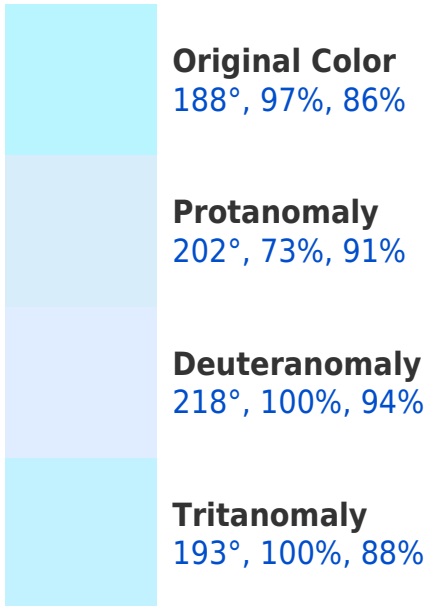 Original Color
188°, 97%, 86%
Protanomaly
202°, 73%, 91%
Deuteranomaly
218°, 100%, 94%
Tritanomaly
193°, 100%, 88%